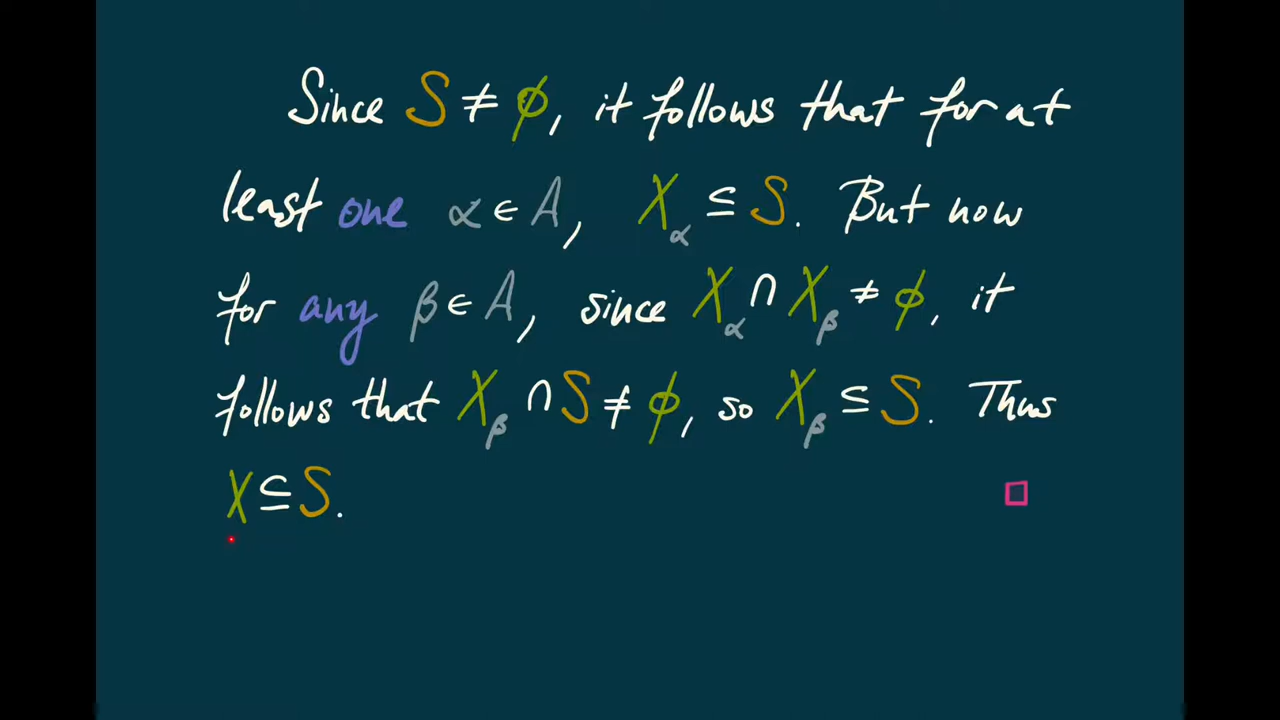 Since S ≠ ϕ, it follows that for at
least one α ∈ A, X_α ⊆ S. But now
for any β ∈ A, since X_α ∩ X_β ≠ ϕ, it
follows that X_β ∩ S ≠ ϕ, so X_β ⊆ S. Thus
X ⊆ S. □